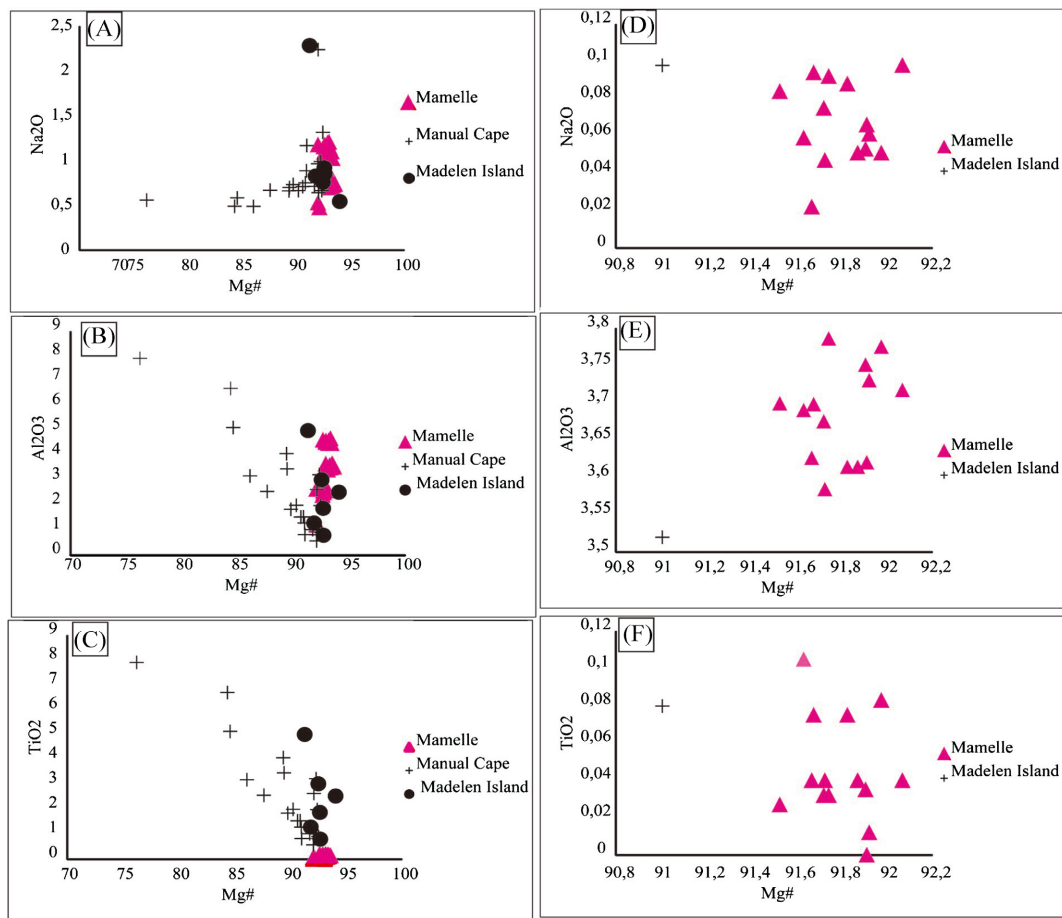 (A)
2,5
2
1,5
1
0,5
0
Na2O
7075 80 85 90 95 100
Mg#
Mamelle
Manual Cape
Madelen Island
(D)
0,12
0,1
0,08
0,06
0,04
0,02
0
Na2O
90,8 91 91,2 91,4 91,6 91,8 92 92,2
Mg#
Mamelle
Madelen Island
(B)
9
8
7
6
5
4
3
2
1
0
Al2O3
70 75 80 85 90 95 100
Mg#
Mamelle
Manual Cape
Madelen Island
(E)
3,8
3,75
3,7
3,65
3,6
3,55
3,5
Al2O3
90,8 91 91,2 91,4 91,6 91,8 92 92,2
Mg#
Mamelle
Madelen Island
(C)
9
8
7
6
5
4
3
2
1
0
TiO2
70 75 80 85 90 95 100
Mg#
Mamelle
Manual Cape
Madelen Island
(F)
0,12
0,1
0,08
0,06
0,04
0,02
0
TiO2
90,8 91 91,2 91,4 91,6 91,8 92 92,2
Mg#
Mamelle
Madelen Island